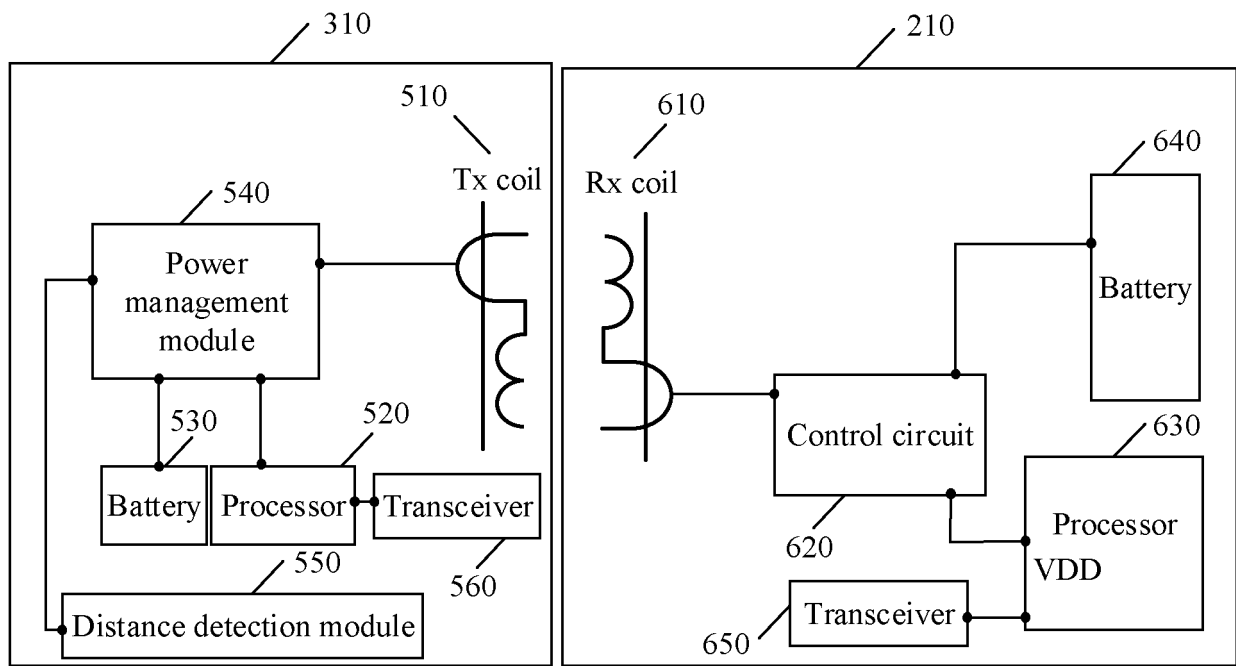 310
510
Tx coil
540
Power
management
module
530
520
Battery
Processor
Transceiver
560
550
Distance detection module
210
610
Rx coil
640
Battery
Control circuit
620
630
Processor
VDD
Transceiver
650